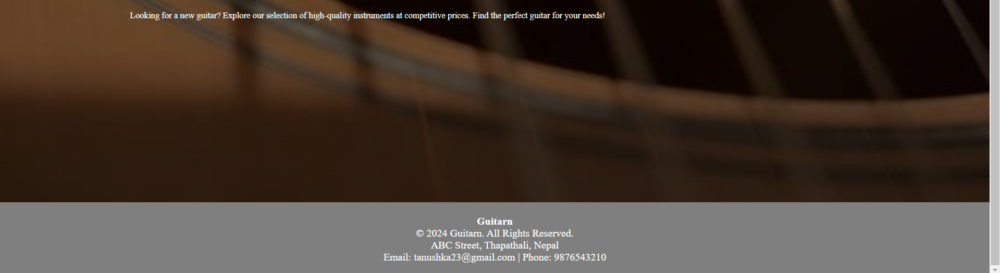 Looking for a new guitar? Explore our selection of high-quality instruments at competitive prices. Find the perfect guitar for your needs!
Guitarn
© 2024 Guitarn. All Rights Reserved.
ABC Street, Thapathali, Nepal
Email: tanushka23@gmail.com | Phone: 9876543210